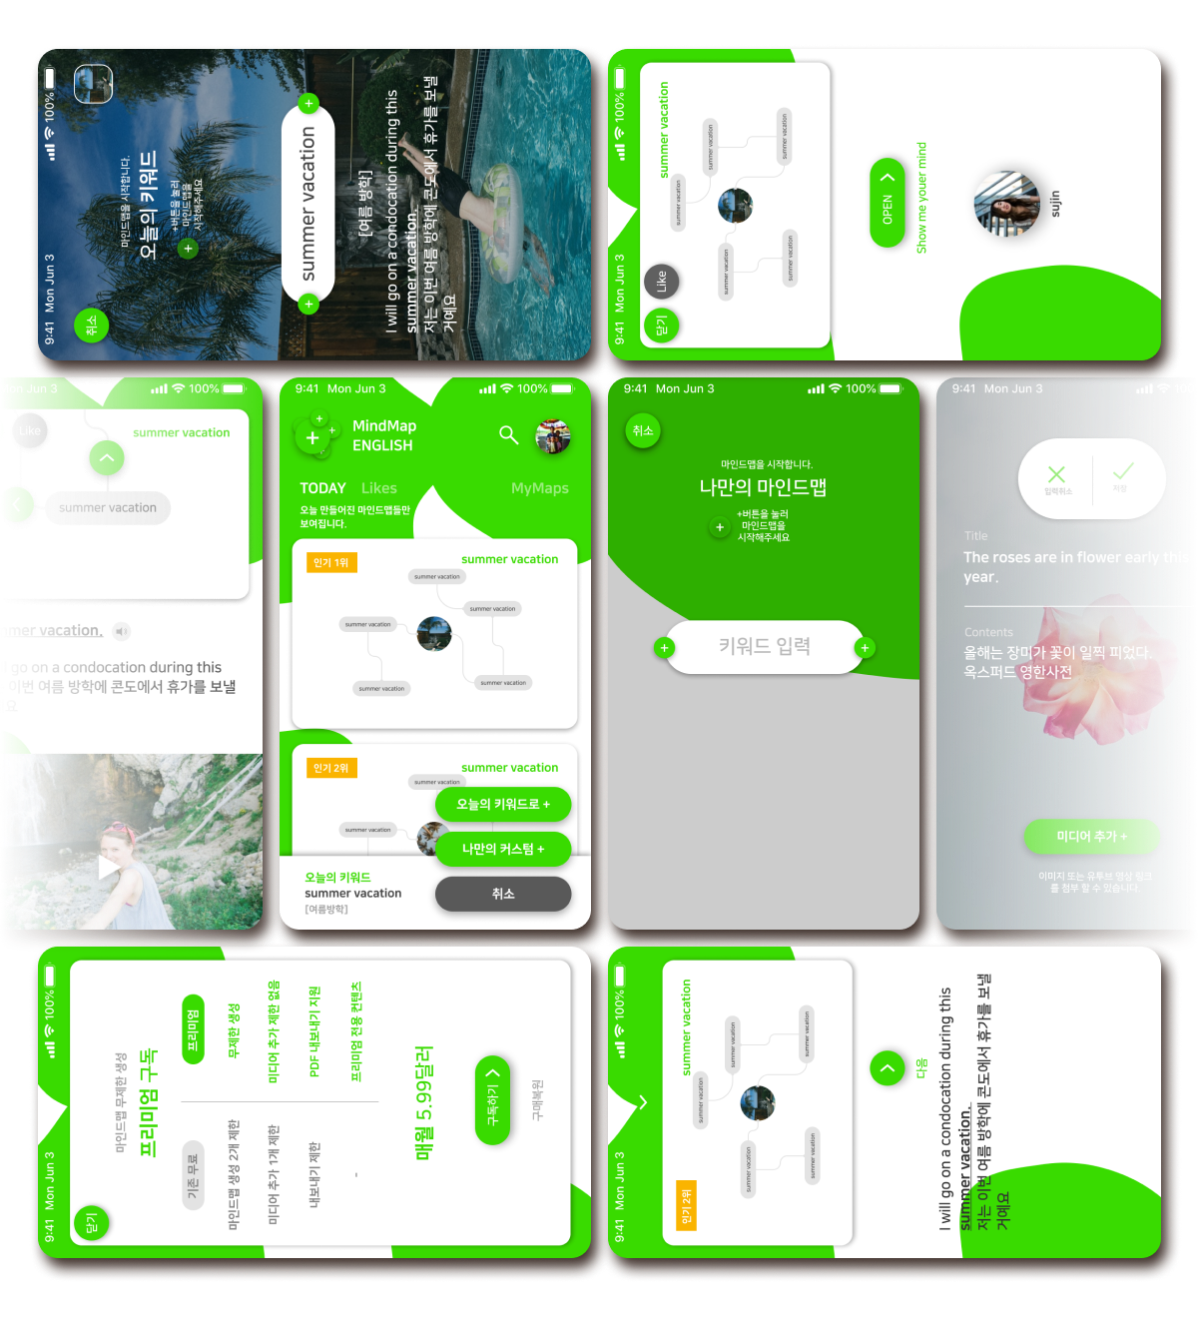 9:41 Mon Jun 3
100%
취소
마인드맵을 시작합니다.
오늘의 키워드
+버튼을 눌러
마인드맵을
시작해주세요
summer vacation
[여름 방학]
I will go on a condocation during this
summer vacation.
저는 이번 여름 방학에 콘도에서 휴가를 보낼
거예요
9:41 Mon Jun 3
100%
닫기
Like
summer vacation
summer vacation
summer vacation
summer vacation
summer vacation
summer vacation
OPEN
Show me youer mind
sujin
Jun 3
100%
Like
summer vacation
summer vacation
mer vacation.
go on a condocation during this
이번 여름 방학에 콘도에서 휴가를 보낼
요
9:41 Mon Jun 3
100%
MindMap
ENGLISH
TODAY Likes MyMaps
오늘 만들어진 마인드맵들만
보여집니다.
인기 1위
summer vacation
summer vacation
summer vacation
summer vacation
summer vacation
summer vacation
인기 2위
summer vacation
summer vacation
summer vacation
오늘의 키워드로 +
나만의 커스텀 +
취소
오늘의 키워드
summer vacation
[여름방학]
9:41 Mon Jun 3
100%
취소
마인드맵을 시작합니다.
나만의 마인드맵
+버튼을 눌러
마인드맵을
시작해주세요
키워드 입력
9:41 Mon Jun 3
입력취소
저장
Title
The roses are in flower early this
year.
Contents
올해는 장미가 꽃이 일찍 피었다.
옥스퍼드 영한사전
미디어 추가 +
이미지 또는 유투브 영상 링크
를 첨부 할 수 있습니다
9:41 Mon Jun 3
100%
닫기
마인드맵 무제한 생성
프리미엄 구독
기존 무료
프리미엄
마인드맵 생성 2개 제한
무제한 생성
미디어 추가 1개 제한
미디어 추가 제한 없음
내보내기 제한
PDF 내보내기 지원
-
프리미엄 전용 컨텐츠
매월 5.99달러
구독하기
구매복원
9:41 Mon Jun 3
100%
인기 2위
summer vacation
summer vacation
summer vacation
summer vacation
summer vacation
summer vacation
다음
I will go on a condocation during this
summer vacation.
저는 이번 여름 방학에 콘도에서 휴가를 보낼
거예요